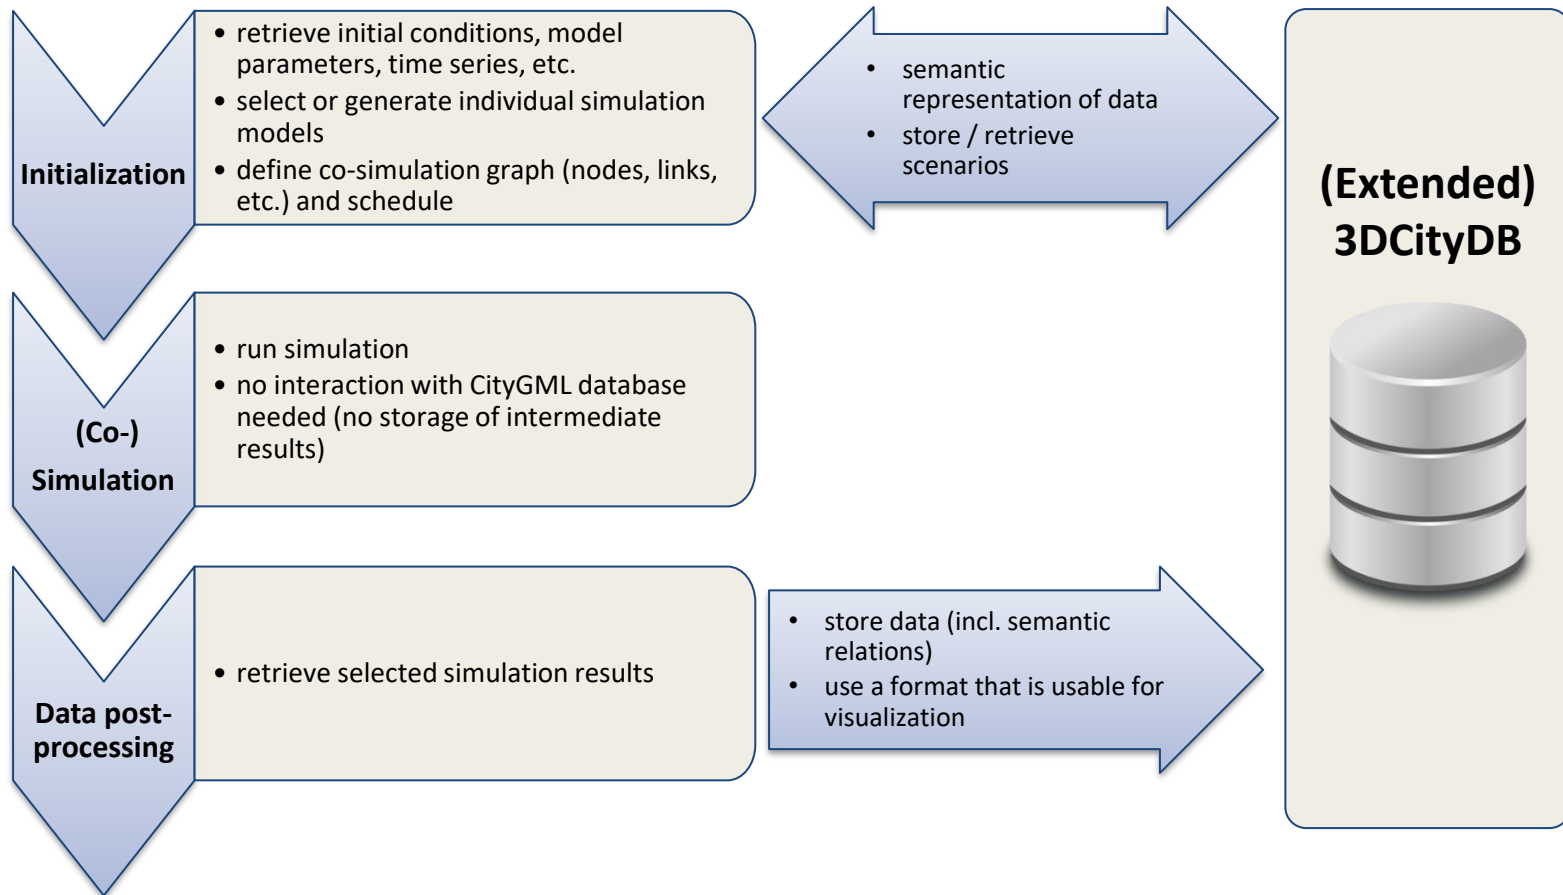 Initialization
• retrieve initial conditions, model
parameters, time series, etc.
• select or generate individual simulation
models
• define co-simulation graph (nodes, links,
etc.) and schedule
• semantic
representation of data
• store / retrieve
scenarios
(Extended)
3DCityDB
(Co-)
Simulation
• run simulation
• no interaction with CityGML database
needed (no storage of intermediate
results)
Data post-
processing
• retrieve selected simulation results
• store data (incl. semantic
relations)
• use a format that is usable for
visualization